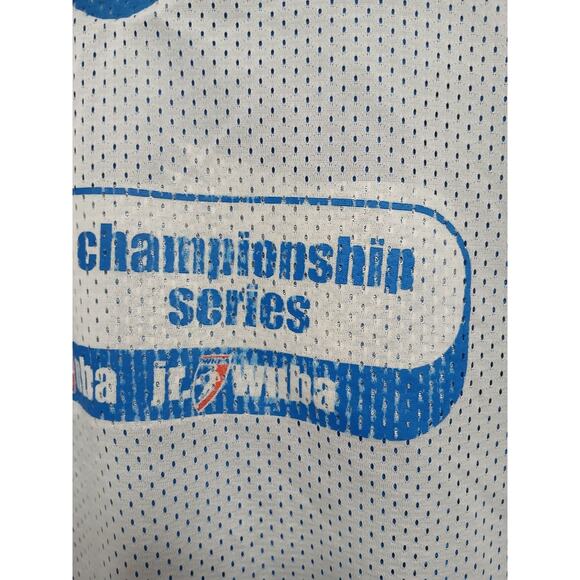 championship
series
ba jr. wnba